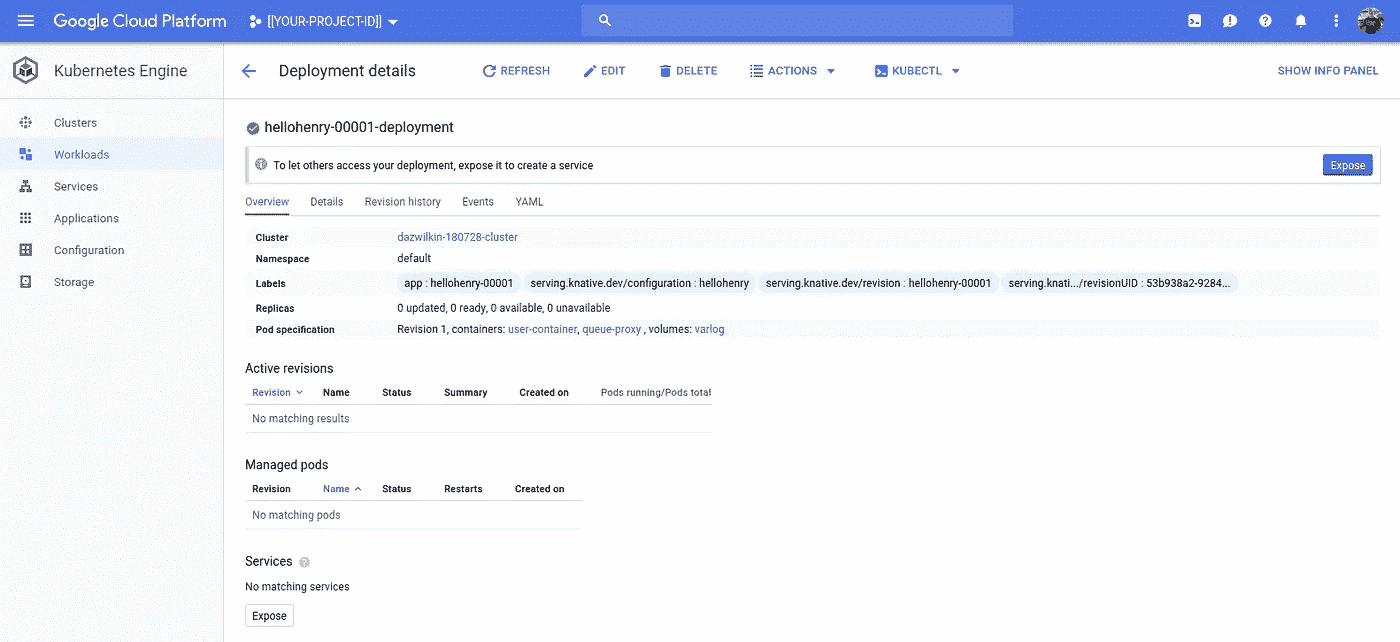 Google Cloud Platform [[YOUR-PROJECT-ID]]
Kubernetes Engine
Deployment details REFRESH EDIT DELETE ACTIONS KUBECTL SHOW INFO PANEL
Clusters
Workloads
Services
Applications
Configuration
Storage
hellohenry-00001-deployment
To let others access your deployment, expose it to create a service Expose
Overview Details Revision history Events YAML
Cluster dazwilkin-180728-cluster
Namespace default
Labels app : hellohenry-00001 serving.knative.dev/configuration : hellohenry serving.knative.dev/revision : hellohenry-00001 serving.knati.../revisionUID : 53b938a2-9284...
Replicas 0 updated, 0 ready, 0 available, 0 unavailable
Pod specification Revision 1, containers: user-container, queue-proxy , volumes: varlog
Active revisions
Revision Name Status Summary Created on Pods running/Pods total
No matching results
Managed pods
Revision Name Status Restarts Created on
No matching pods
Services
No matching services
Expose